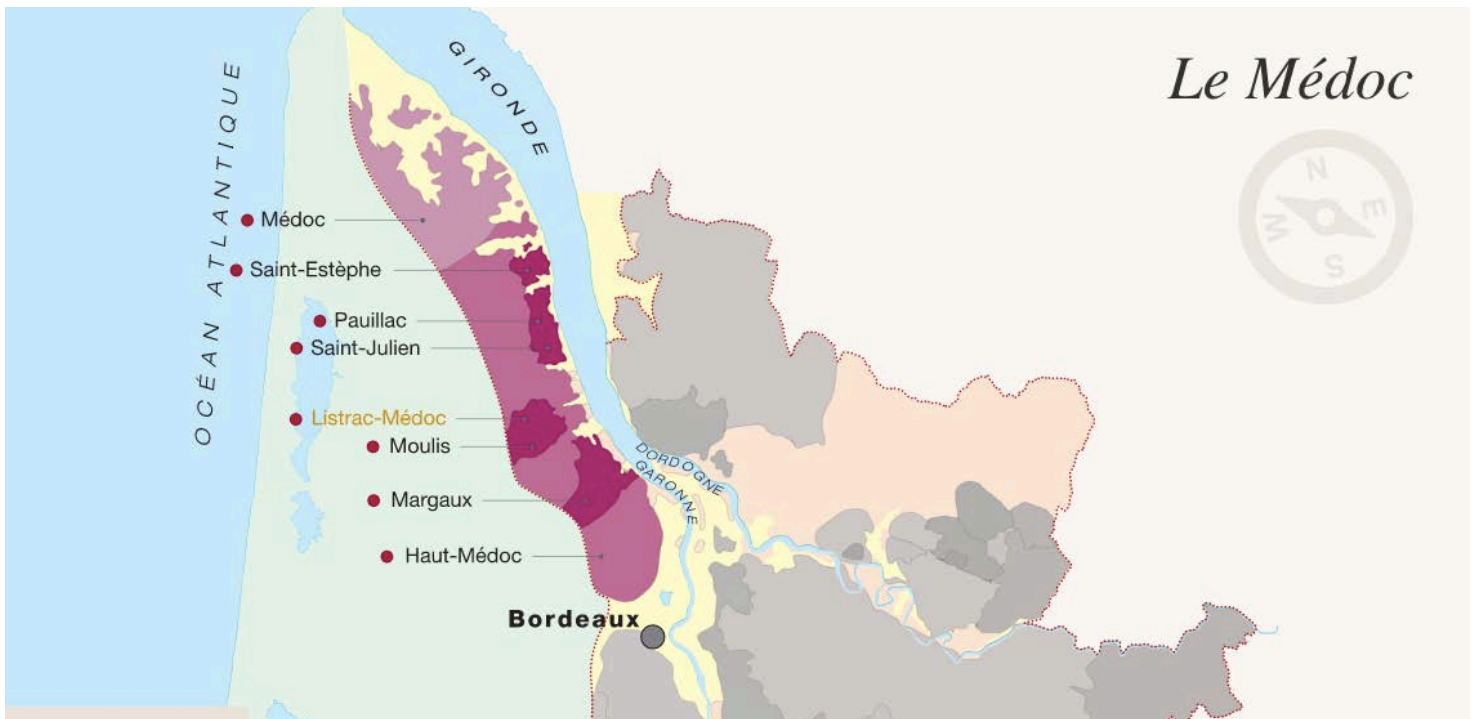 Le Médoc
OCÉAN ATLANTIQUE
GIRONDE
N
E
S
W
Médoc
Saint-Estèphe
Pauillac
Saint-Julien
Listrac-Médoc
Moulis
Margaux
Haut-Médoc
DORDOGNE
GARONNE
Bordeaux